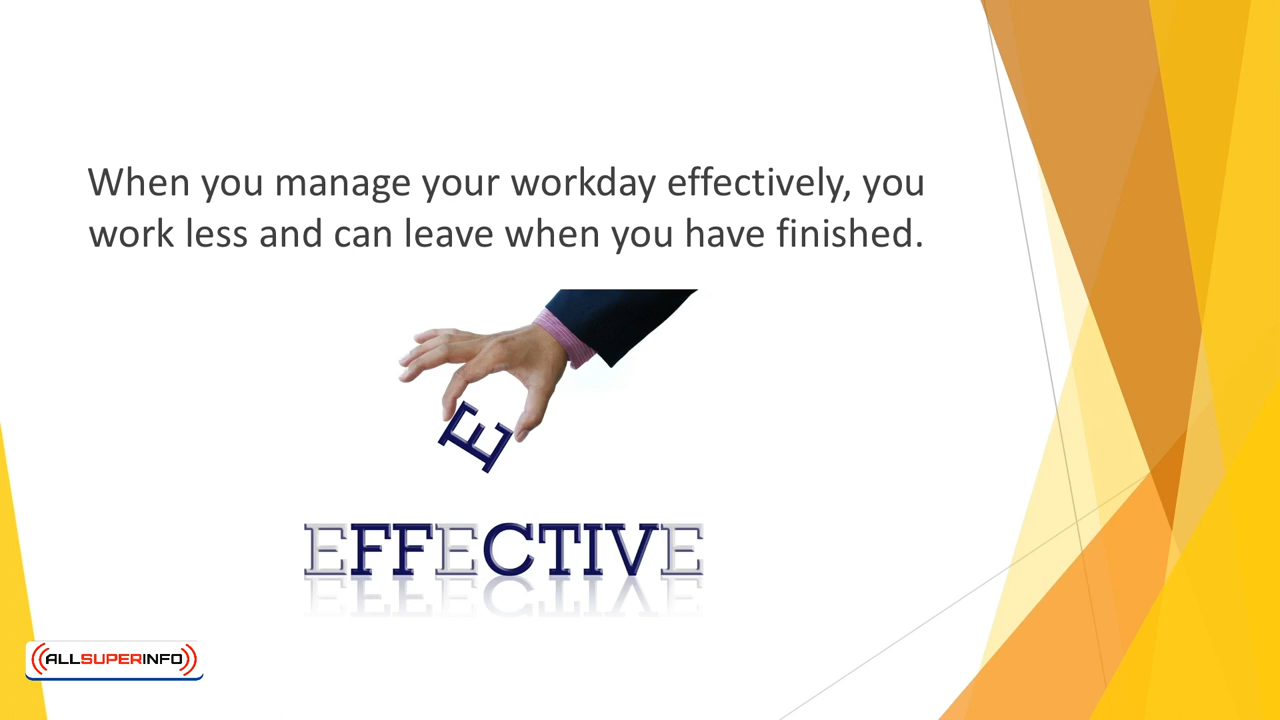 When you manage your workday effectively, you
work less and can leave when you have finished.
E
EFFECTIVE
ALLSUPERINFO